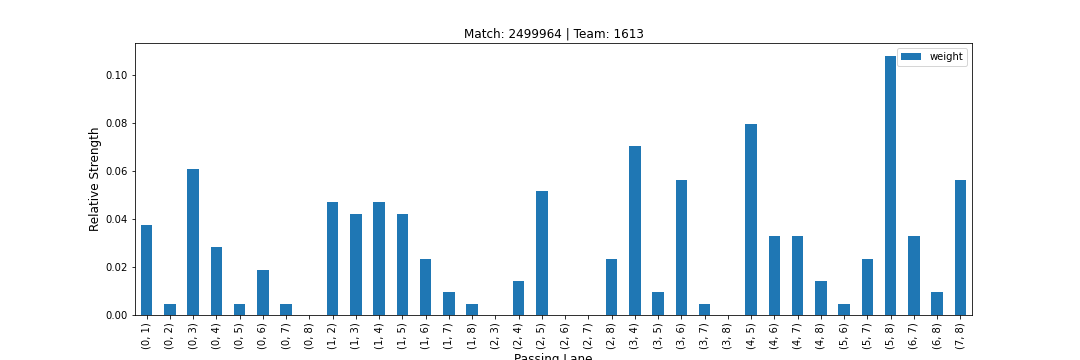 Match: 2499964 | Team: 1613
weight
Relative Strength
0.10
0.08
0.06
0.04
0.02
0.00
(0, 1) (0, 2) (0, 3) (0, 4) (0, 5) (0, 6) (0, 7) (0, 8) (1, 2) (1, 3) (1, 4) (1, 5) (1, 6) (1, 7) (1, 8) (2, 3) (2, 4) (2, 5) (2, 6) (2, 7) (2, 8) (3, 4) (3, 5) (3, 6) (3, 7) (3, 8) (4, 5) (4, 6) (4, 7) (4, 8) (5, 6) (5, 7) (5, 8) (6, 7) (6, 8) (7, 8)
Passing Lane